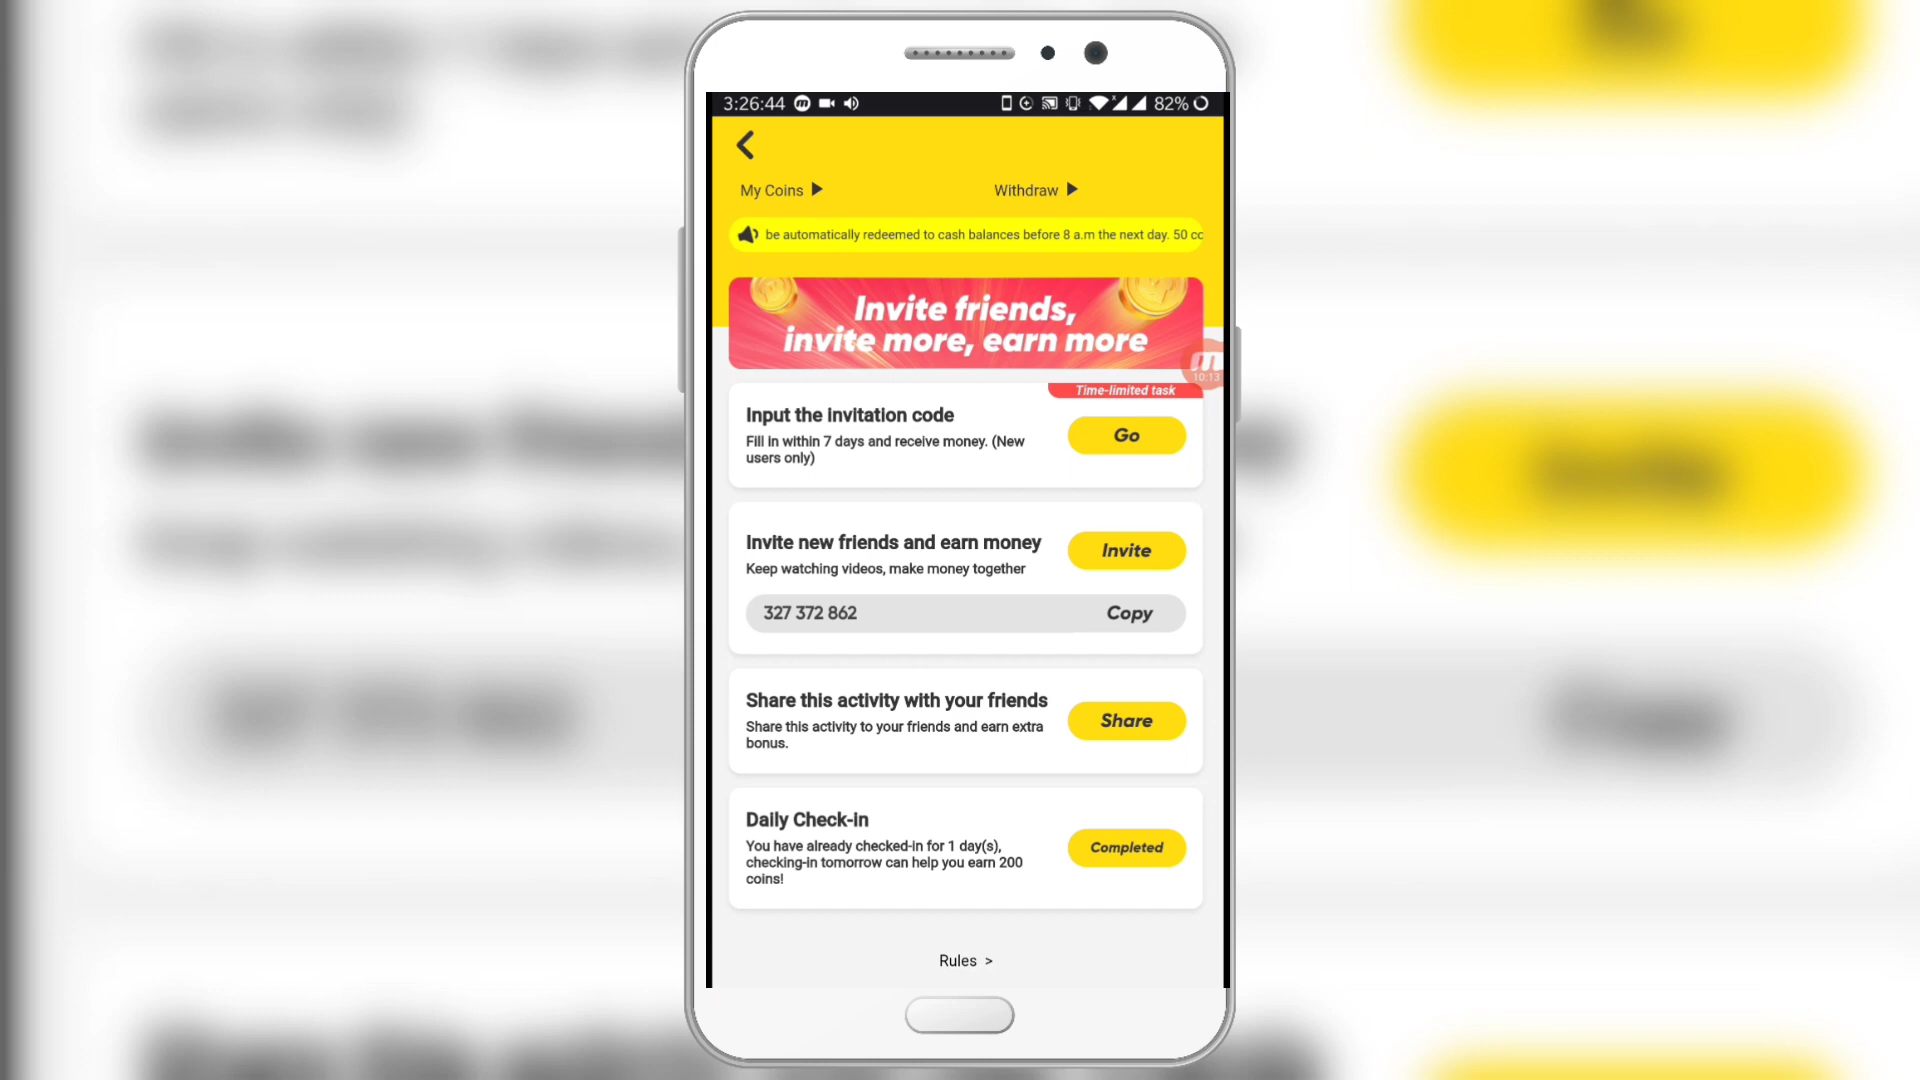 3:26:44 82%
My Coins Withdraw
be automatically redeemed to cash balances before 8 a.m the next day. 50 cc
Invite friends,
invite more, earn more
10:13
Time-limited task
Input the invitation code
Go
Fill in within 7 days and receive money. (New
users only)
Invite new friends and earn money
Invite
Keep watching videos, make money together
327 372 862 Copy
Share this activity with your friends
Share
Share this activity to your friends and earn extra
bonus.
Daily Check-in
Completed
You have already checked-in for 1 day(s),
checking-in tomorrow can help you earn 200
coins!
Rules >